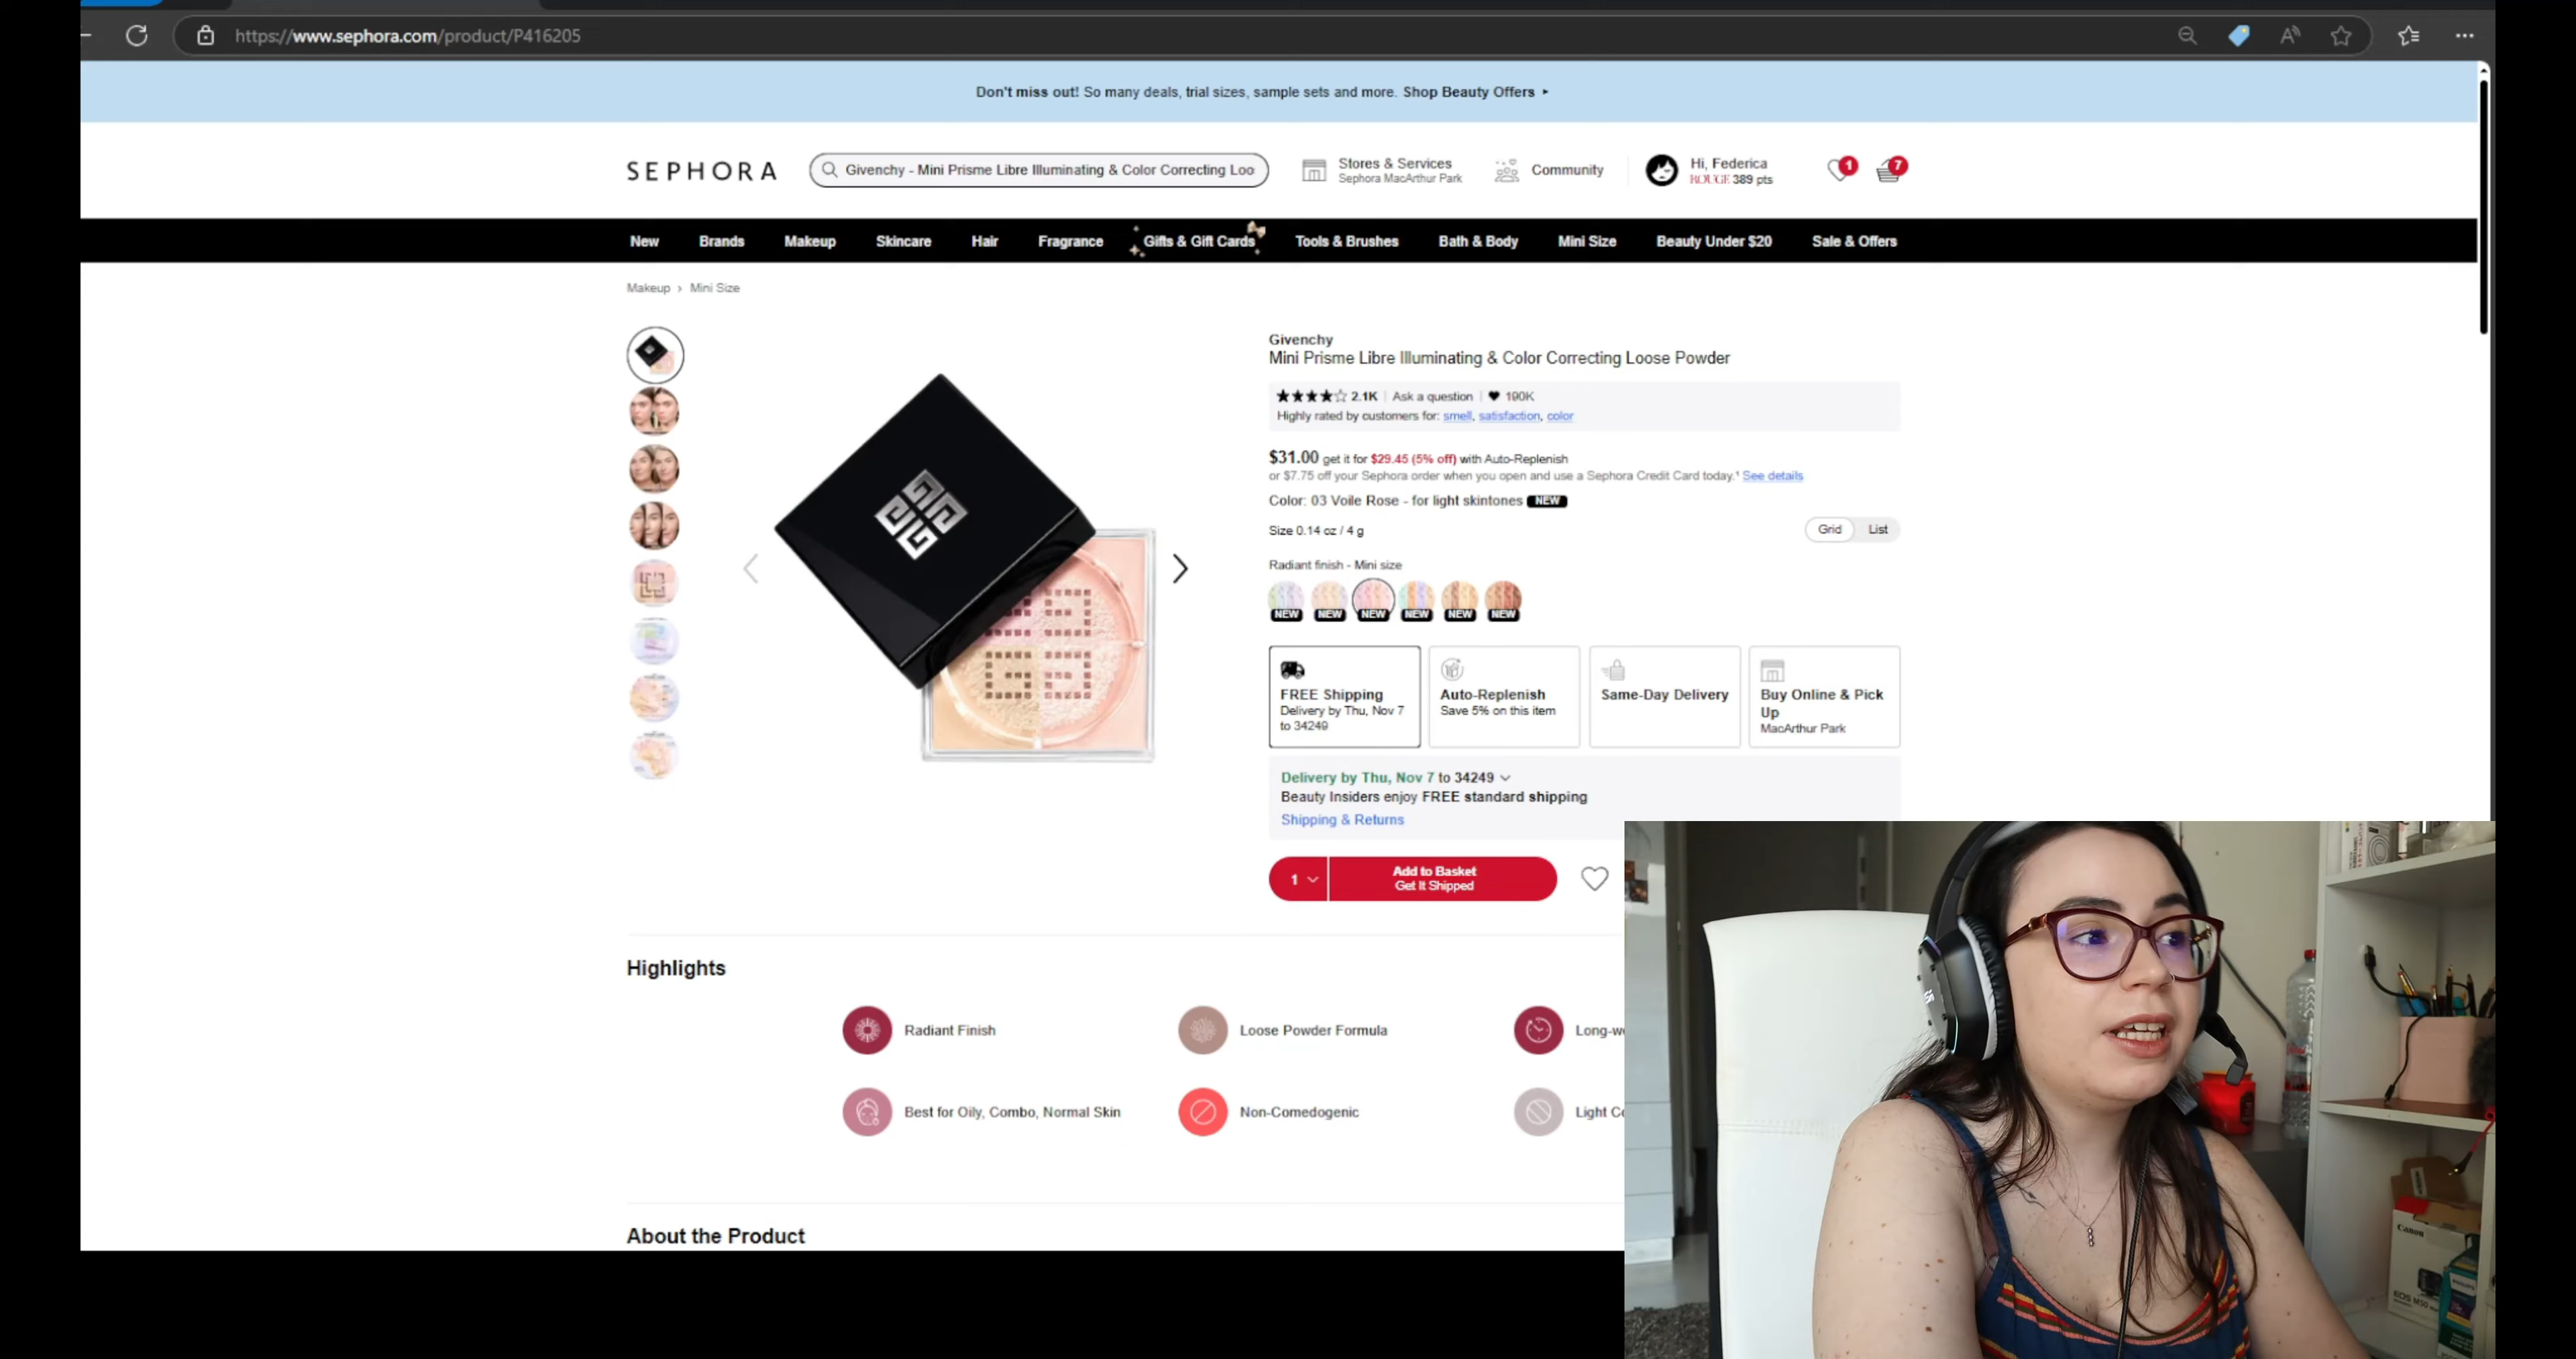 https://www.sephora.com/product/P416205
Don't miss out! So many deals, trial sizes, sample sets and more. Shop Beauty Offers
SEPHORA
Givenchy - Mini Prisme Libre Illuminating & Color Correcting Loo
Stores & Services
Sephora MacArthur Park
Community
Hi, Federica
ROUGE 389 pts
1
7
New Brands Makeup Skincare Hair Fragrance Gifts & Gift Cards Tools & Brushes Bath & Body Mini Size Beauty Under $20 Sale & Offers
Makeup > Mini Size
Givenchy
Mini Prisme Libre Illuminating & Color Correcting Loose Powder
2.1K | Ask a question | 190K
Highly rated by customers for: smell, satisfaction, color
$31.00 get it for $29.45 (5% off) with Auto-Replenish
or $7.75 off your Sephora order when you open and use a Sephora Credit Card today.¹ See details
Color: 03 Voile Rose - for light skintones NEW
Size 0.14 oz / 4 g
Grid List
Radiant finish - Mini size
NEW NEW NEW NEW NEW NEW
FREE Shipping
Delivery by Thu, Nov 7
to 34249
Auto-Replenish
Save 5% on this item
Same-Day Delivery
Buy Online & Pick
Up
MacArthur Park
Delivery by Thu, Nov 7 to 34249
Beauty Insiders enjoy FREE standard shipping
Shipping & Returns
1
Add to Basket
Get It Shipped
Highlights
Radiant Finish
Loose Powder Formula
Long-w
Best for Oily, Combo, Normal Skin
Non-Comedogenic
Light C
About the Product
Canon
EOS M50